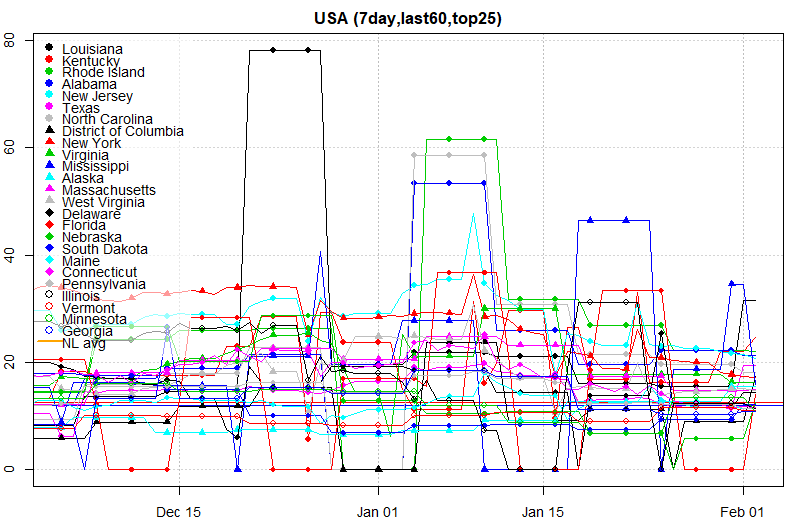 USA (7day,last60,top25)
80
60
40
20
0
Louisiana
Kentucky
Rhode Island
Alabama
New Jersey
Texas
North Carolina
District of Columbia
New York
Virginia
Mississippi
Alaska
Massachusetts
West Virginia
Delaware
Florida
Nebraska
South Dakota
Maine
Connecticut
Pennsylvania
Illinois
Vermont
Minnesota
Georgia
NL avg
Dec 15
Jan 01
Jan 15
Feb 01